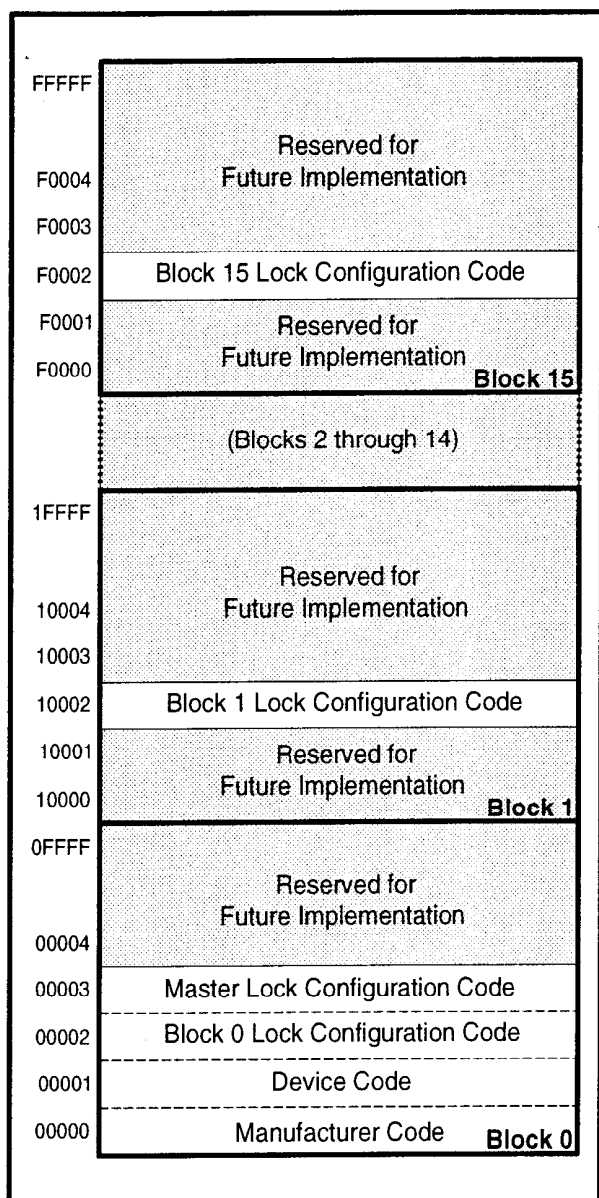 FFFFF
Reserved for
F0004 Future Implementation
F0003
F0002 Block 15 Lock Configuration Code
F0001 Reserved for
F0000 Future Implementation
Block 15
(Blocks 2 through 14)
1FFFF
Reserved for
10004 Future Implementation
10003
10002 Block 1 Lock Configuration Code
10001 Reserved for
10000 Future Implementation
Block 1
0FFFF
Reserved for
Future Implementation
00004
00003 Master Lock Configuration Code
00002 Block 0 Lock Configuration Code
00001 Device Code
00000 Manufacturer Code Block 0